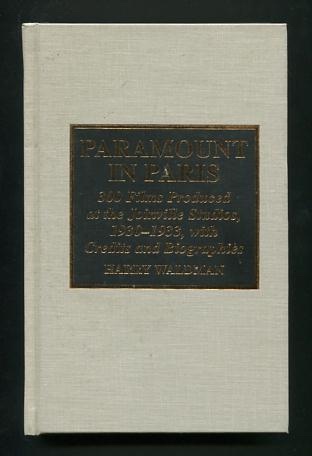 PARAMOUNT
IN PARIS
300 Films Produced
at the Joinville Studios,
1930–1933, with
Credits and Biographies
HARRY WALDMAN